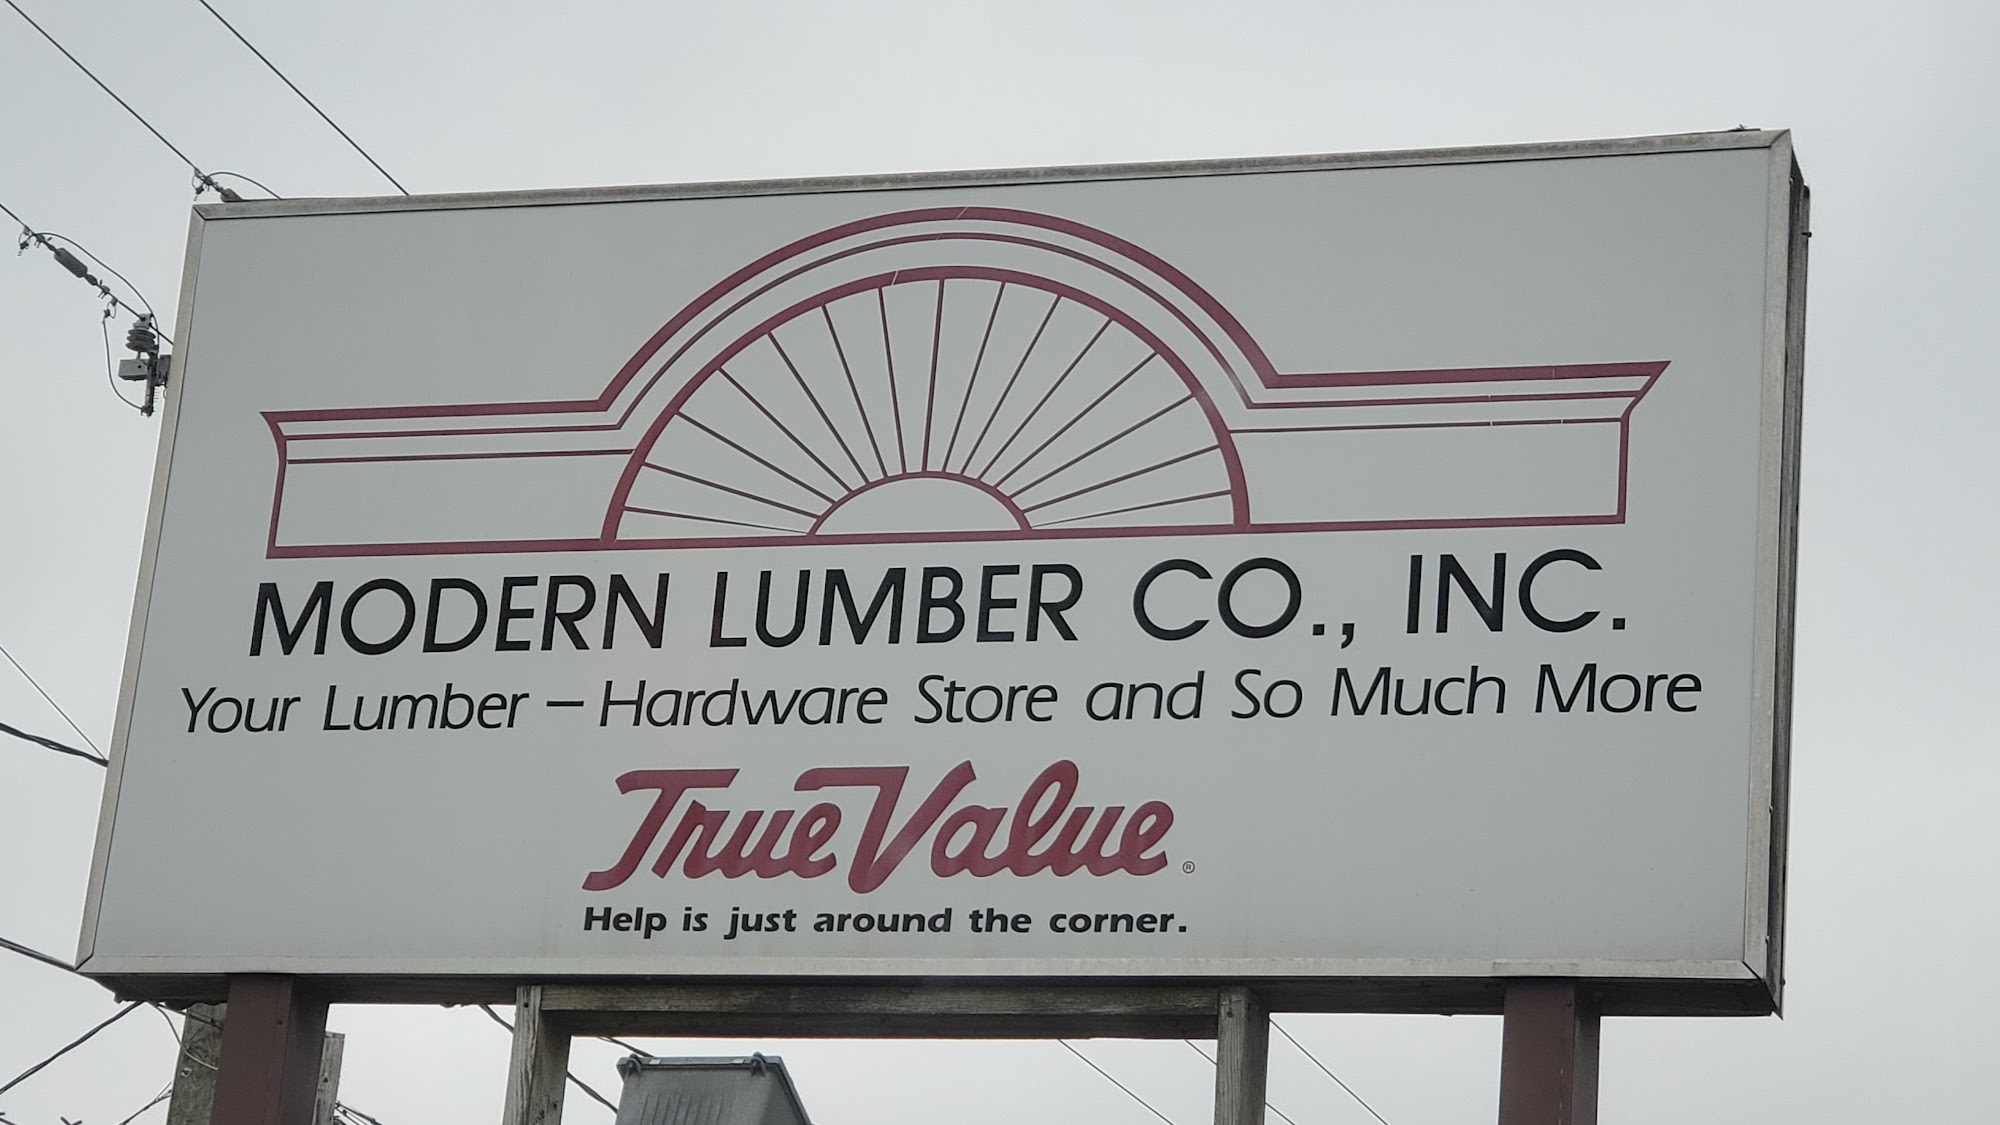 MODERN LUMBER CO., INC.
Your Lumber – Hardware Store and So Much More
True Value ®
Help is just around the corner.